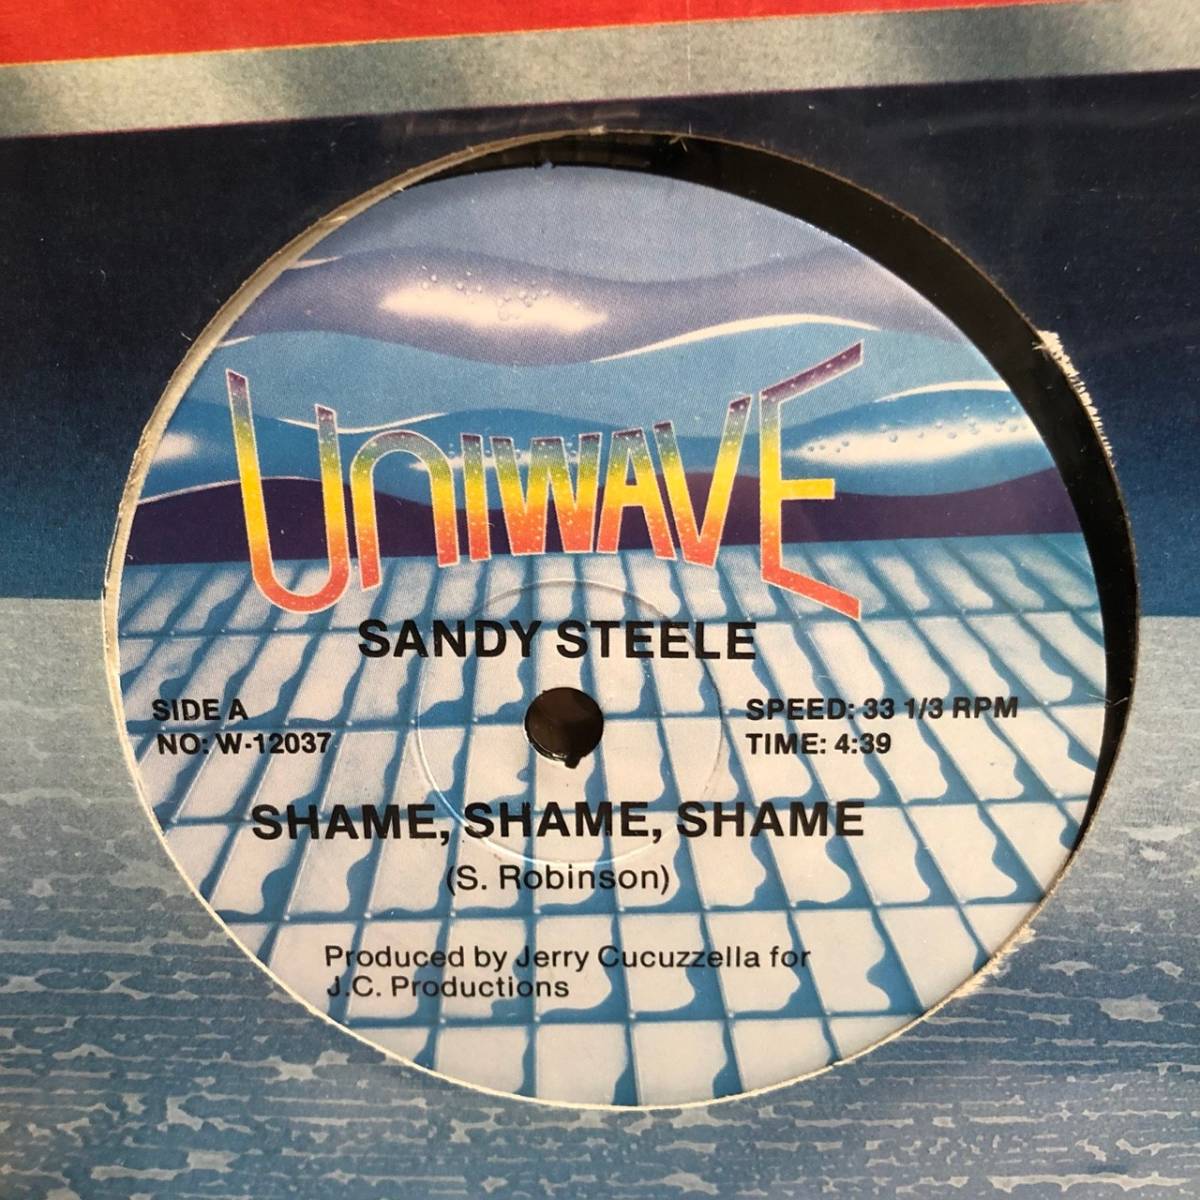 UNIWAVE
SANDY STEELE
SIDE A
NO: W-12037
SPEED: 33 1/3 RPM
TIME: 4:39
SHAME, SHAME, SHAME
(S. Robinson)
Produced by Jerry Cucuzzella for
J.C. Productions